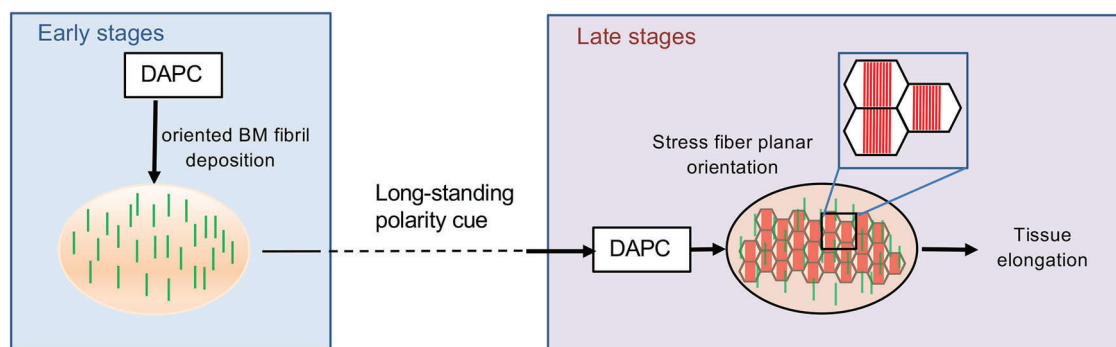 Early stages
DAPC
oriented BM fibril
deposition
Long-standing
polarity cue
Late stages
DAPC
Stress fiber planar
orientation
Tissue
elongation